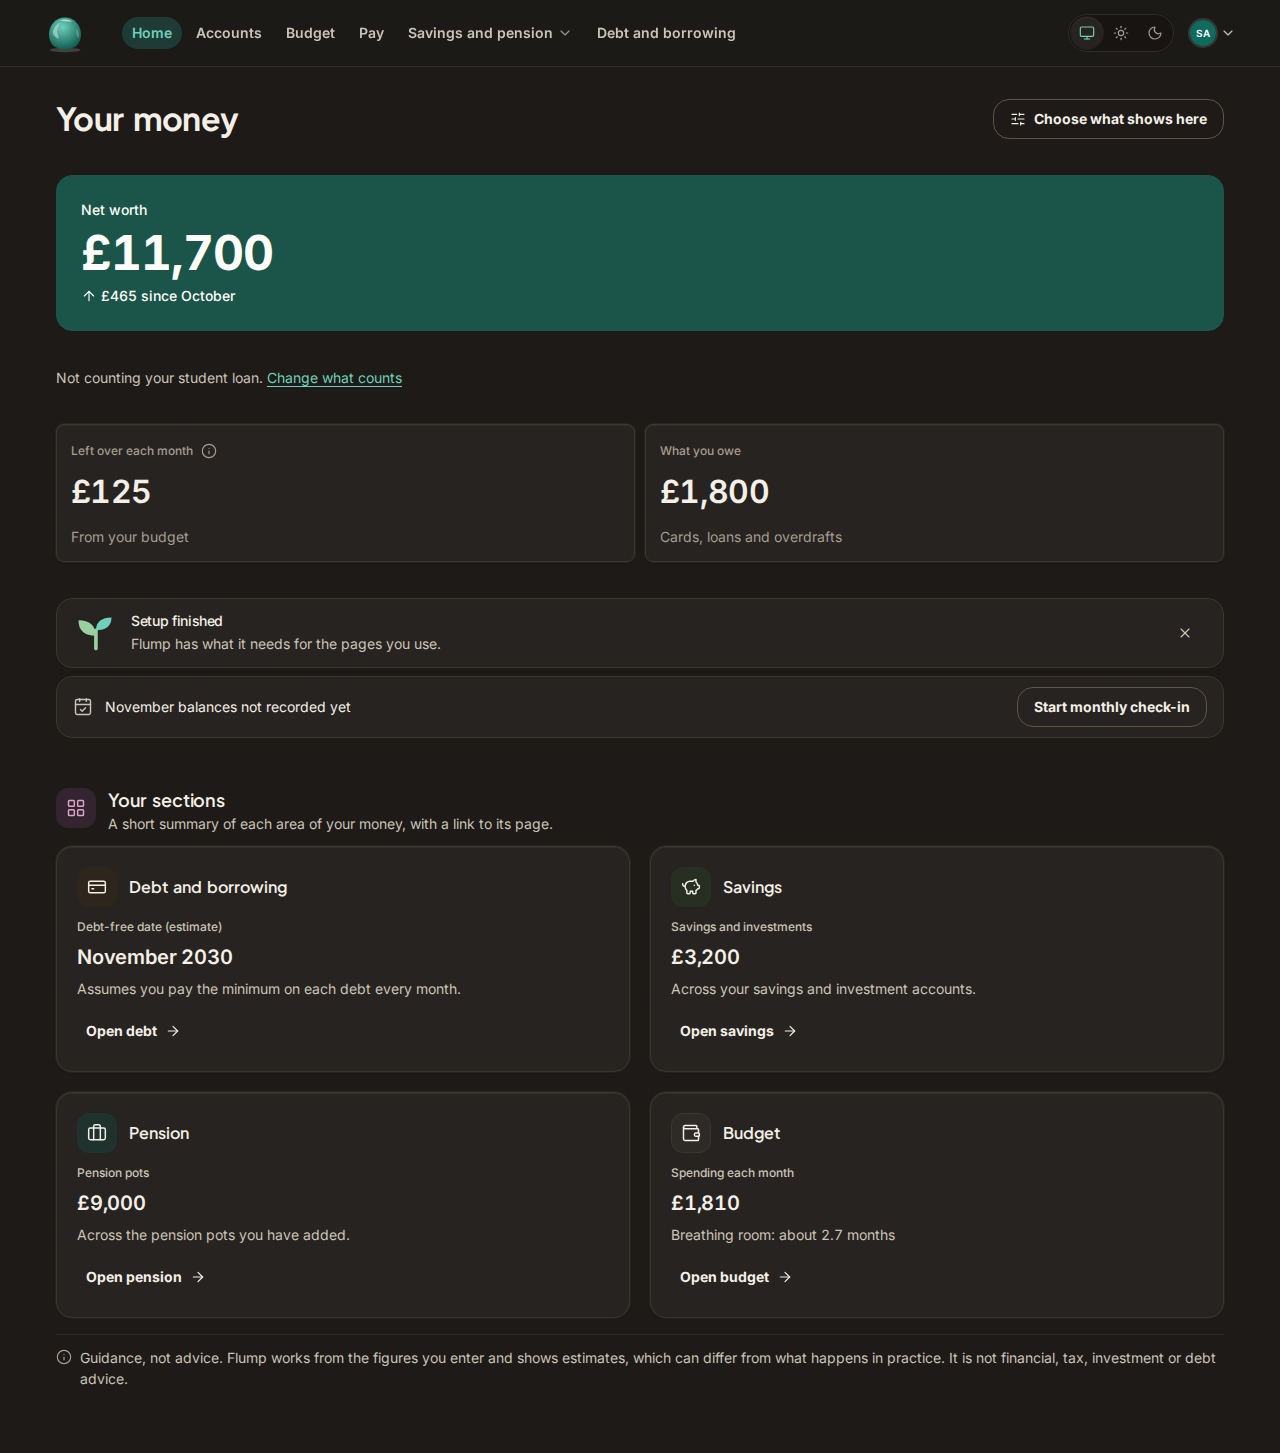 Home
Accounts
Budget
Pay
Savings and pension
Debt and borrowing
SA
Your money
Choose what shows here
Net worth
£11,700
£465 since October
Not counting your student loan. Change what counts
Left over each month
£125
From your budget
What you owe
£1,800
Cards, loans and overdrafts
Setup finished
Flump has what it needs for the pages you use.
November balances not recorded yet
Start monthly check-in
Your sections
A short summary of each area of your money, with a link to its page.
Debt and borrowing
Debt-free date (estimate)
November 2030
Assumes you pay the minimum on each debt every month.
Open debt
Savings
Savings and investments
£3,200
Across your savings and investment accounts.
Open savings
Pension
Pension pots
£9,000
Across the pension pots you have added.
Open pension
Budget
Spending each month
£1,810
Breathing room: about 2.7 months
Open budget
Guidance, not advice. Flump works from the figures you enter and shows estimates, which can differ from what happens in practice. It is not financial, tax, investment or debt
advice.